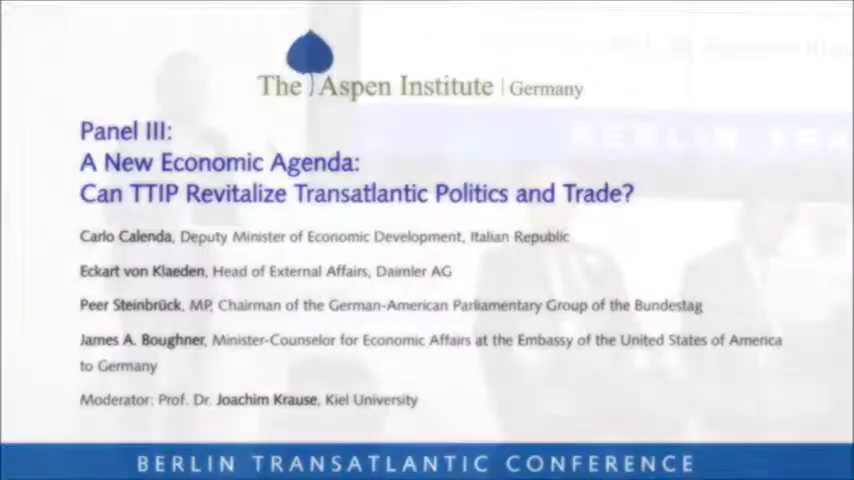 The Aspen Institute | Germany
Panel III:
A New Economic Agenda:
Can TTIP Revitalize Transatlantic Politics and Trade?
Carlo Calenda, Deputy Minister of Economic Development, Italian Republic
Eckart von Klaeden, Head of External Affairs, Daimler AG
Peer Steinbrück, MP, Chairman of the German-American Parliamentary Group of the Bundestag
James A. Boughner, Minister-Counselor for Economic Affairs at the Embassy of the United States of America
to Germany
Moderator: Prof. Dr. Joachim Krause, Kiel University
BERLIN TRANSATLANTIC CONFERENCE